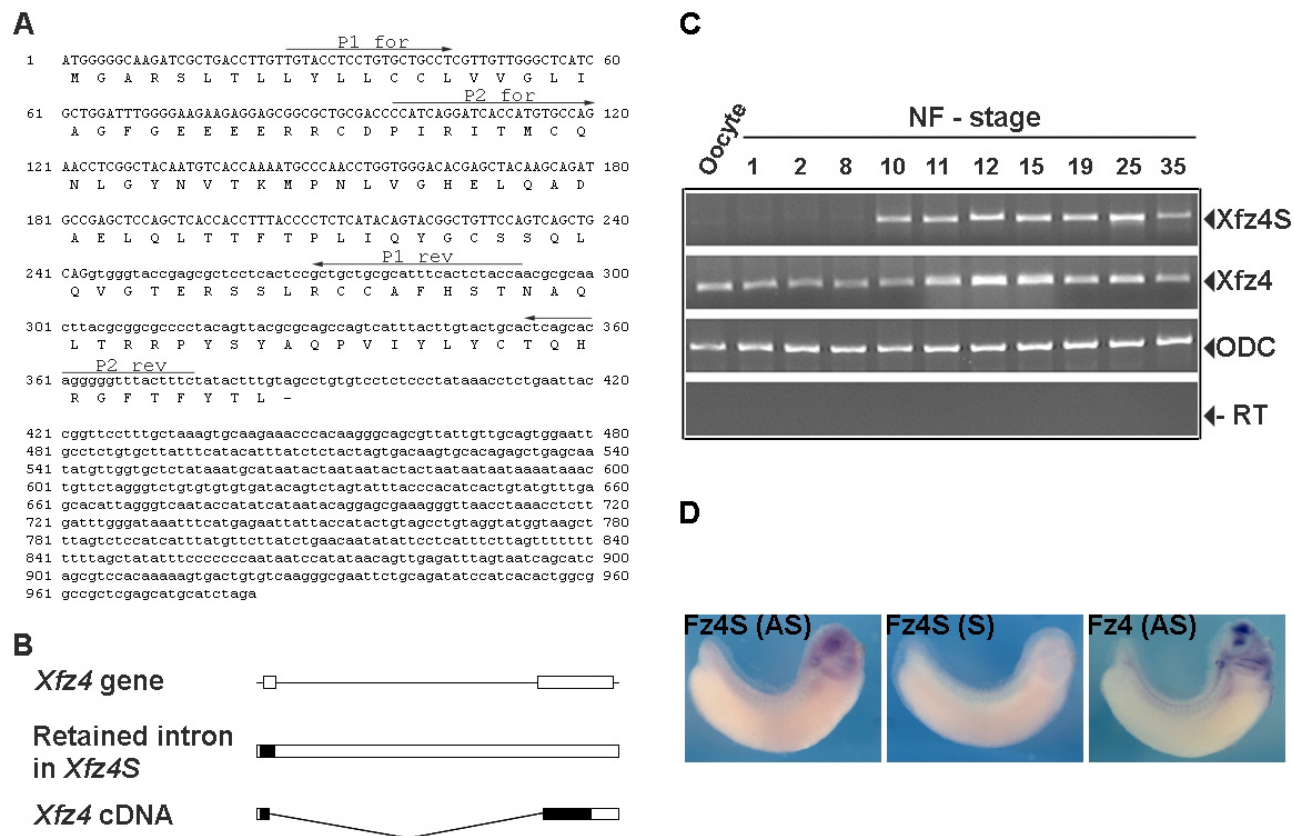 A
P1 for
1 ATGGGGGCAAGATCGCTGACCTTGTTGTACCTCCTGTGCTGCCTCGTTGTTGGGCTCATC 60
M G A R S L T L L Y L L C C L V V G L I
P2 for
61 GCTGGATTTGGGGAAGAAGAGGAGCGGCGCTGCGACCCCATCAGGATCACCATGTGCCAG 120
A G F G E E E E R R C D P I R I T M C Q
121 AACCTCGGCTACAATGTCACCAAAATGCCCAACCTGGTGGGACACGAGCTACAAGCAGAT 180
N L G Y N V T K M P N L V G H E L Q A D
181 GCCGAGCTCCAGCTCACCACCTTTACCCCTCTCATACAGTACGGCTGTTCCAGTCAGCTG 240
A E L Q L T T F T P L I Q Y G C S S Q L
P1 rev
241 CAGgtgggtaccgagcgctcctcactccgctgctgcgcatttcactctaccaacgcgcaa 300
Q V G T E R S S L R C C A F H S T N A Q
301 cttacgcggcgcccctacagttacgcgcagccagtcatttacttgtactgcactcagcac 360
L T R R P Y S Y A Q P V I Y L Y C T Q H
P2 rev
361 agggggtttactttctatactttgtagcctgtgtcctctccctataaacctctgaattac 420
R G F T F Y T L -
421 cggttcctttgctaaagtgcaagaaacccacaagggcagcgttattgttgcagtggaatt 480
481 gcctctgtgcttatttcatacatttatctctactagtgacaagtgcacagagctgagcaa 540
541 tatgttggtgctctataaatgcataatactaataatactactaataataataaaataaac 600
601 tgttctagggtctgtgtgtgtgatacagtctagtatttacccacatcactgtatgtttga 660
661 gcacattagggtcaataccatatcataatacaggagcgaaagggttaacctaaacctctt 720
721 gatttgggataaatttcatgagaattattaccatactgtagcctgtaggtatggtaagct 780
781 ttagtctccatcatttatgttcttatctgaacaatatattcctcatttcttagttttttt 840
841 ttttagctatatttcccccccaataatccatataacagttgagatttagtaatcagcatc 900
901 agcgtccacaaaaagtgactgtgtcaagggcgaattctgcagatatccatcacactggcg 960
961 gccgctcgagcatgcatctaga
B
Xfz4 gene
Retained intron
in Xfz4S
Xfz4 cDNA
C
NF - stage
Oocyte 1 2 8 10 11 12 15 19 25 35
Xfz4S
Xfz4
ODC
- RT
D
Fz4S (AS) Fz4S (S) Fz4 (AS)